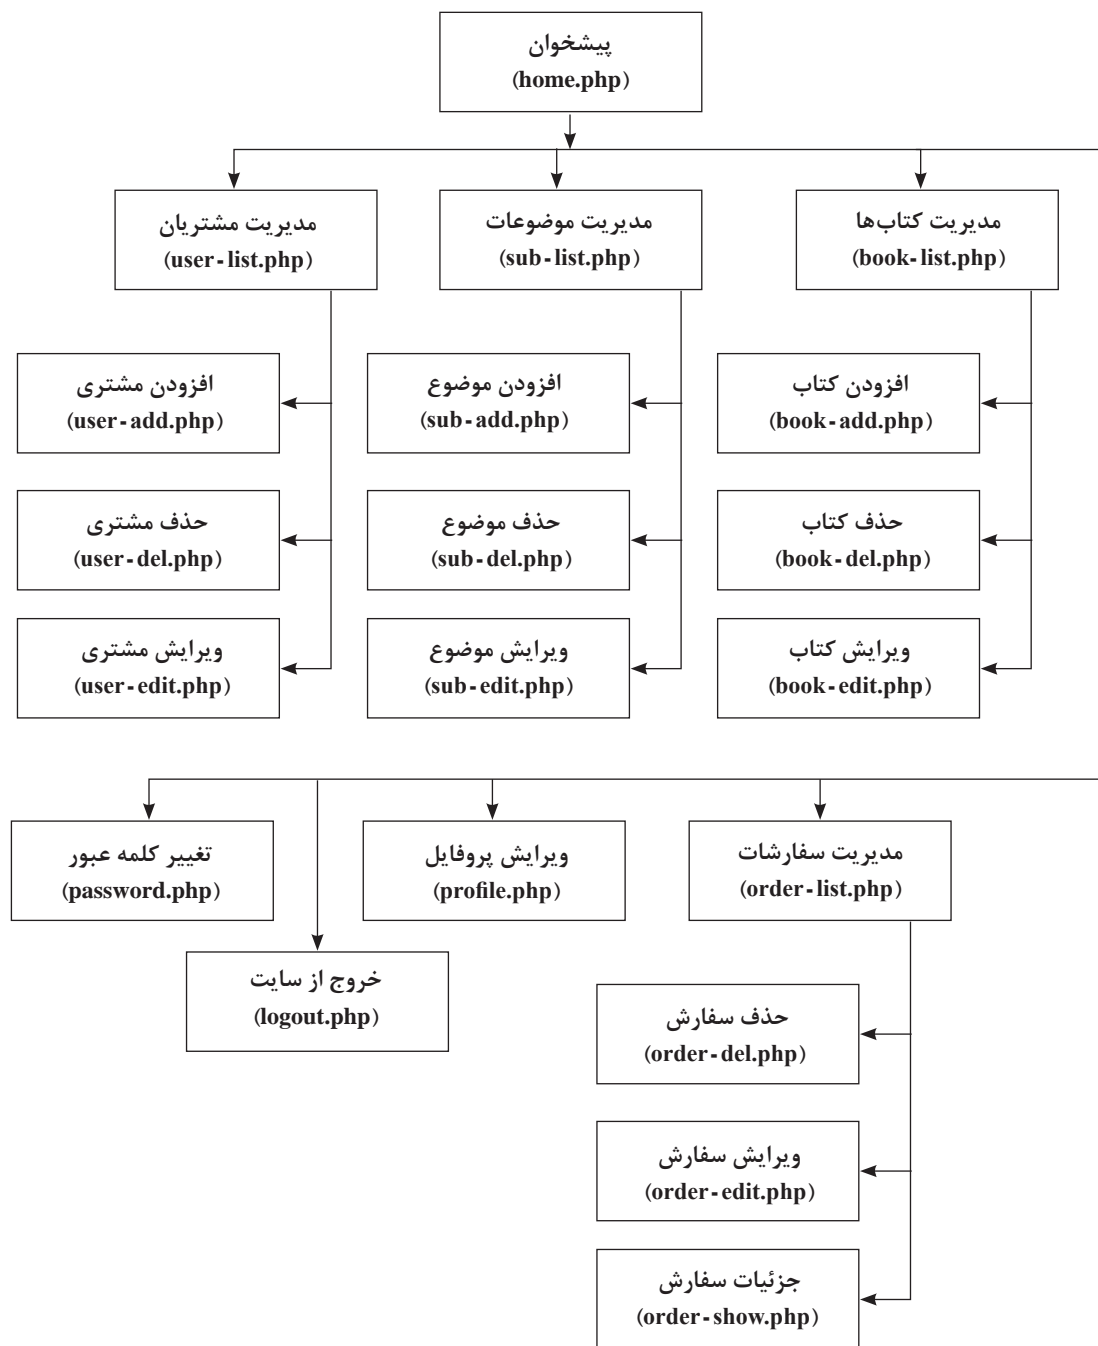 پیشخوان
(home.php)
مدیریت کتاب‌ها
(book-list.php)
مدیریت موضوعات
(sub-list.php)
مدیریت مشتریان
(user-list.php)
افزودن کتاب
(book-add.php)
افزودن موضوع
(sub-add.php)
افزودن مشتری
(user-add.php)
حذف کتاب
(book-del.php)
حذف موضوع
(sub-del.php)
حذف مشتری
(user-del.php)
ویرایش کتاب
(book-edit.php)
ویرایش موضوع
(sub-edit.php)
ویرایش مشتری
(user-edit.php)
مدیریت سفارشات
(order-list.php)
ویرایش پروفایل
(profile.php)
تغییر کلمه عبور
(password.php)
خروج از سایت
(logout.php)
حذف سفارش
(order-del.php)
ویرایش سفارش
(order-edit.php)
جزئیات سفارش
(order-show.php)